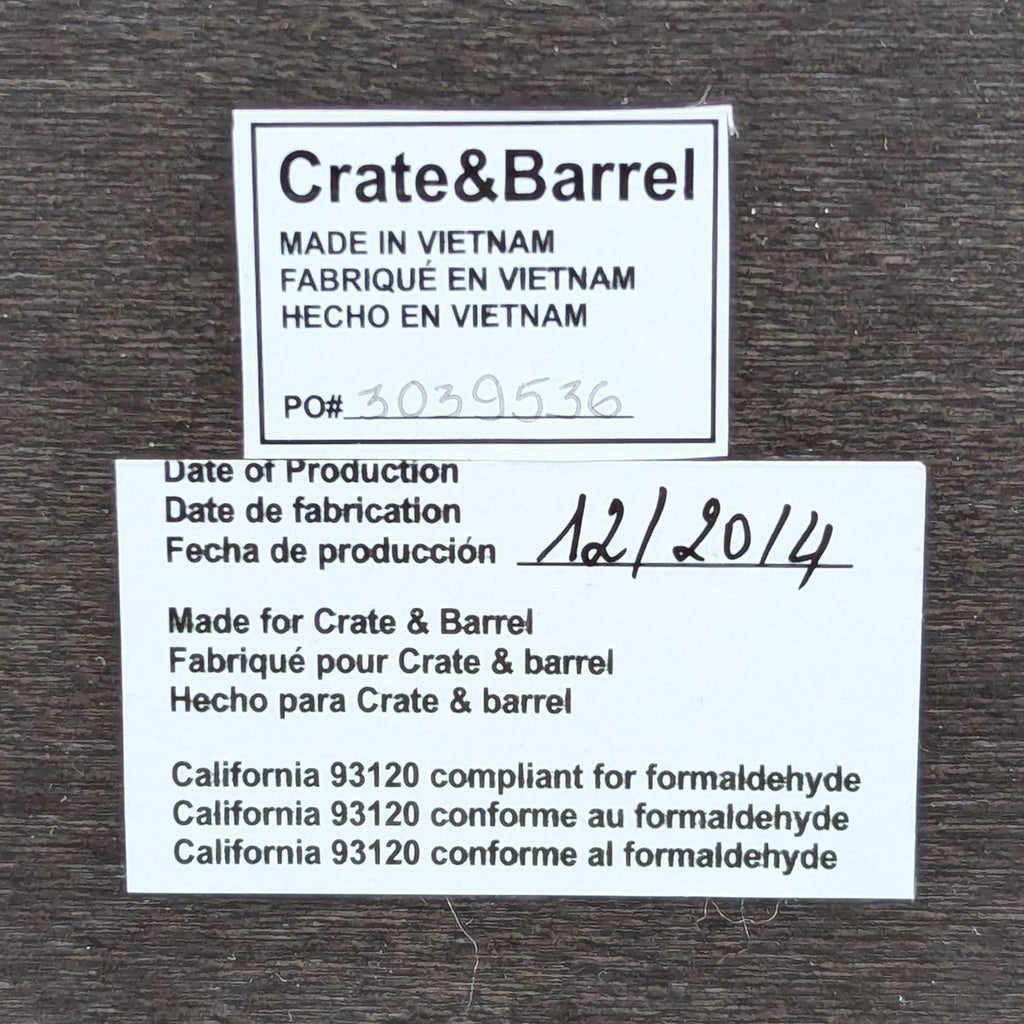 Crate&Barrel
MADE IN VIETNAM
FABRIQUÉ EN VIETNAM
HECHO EN VIETNAM
PO# 3039536
Date of Production
Date de fabrication
Fecha de producción 12/2014
Made for Crate & Barrel
Fabriqué pour Crate & barrel
Hecho para Crate & barrel
California 93120 compliant for formaldehyde
California 93120 conforme au formaldehyde
California 93120 conforme al formaldehyde